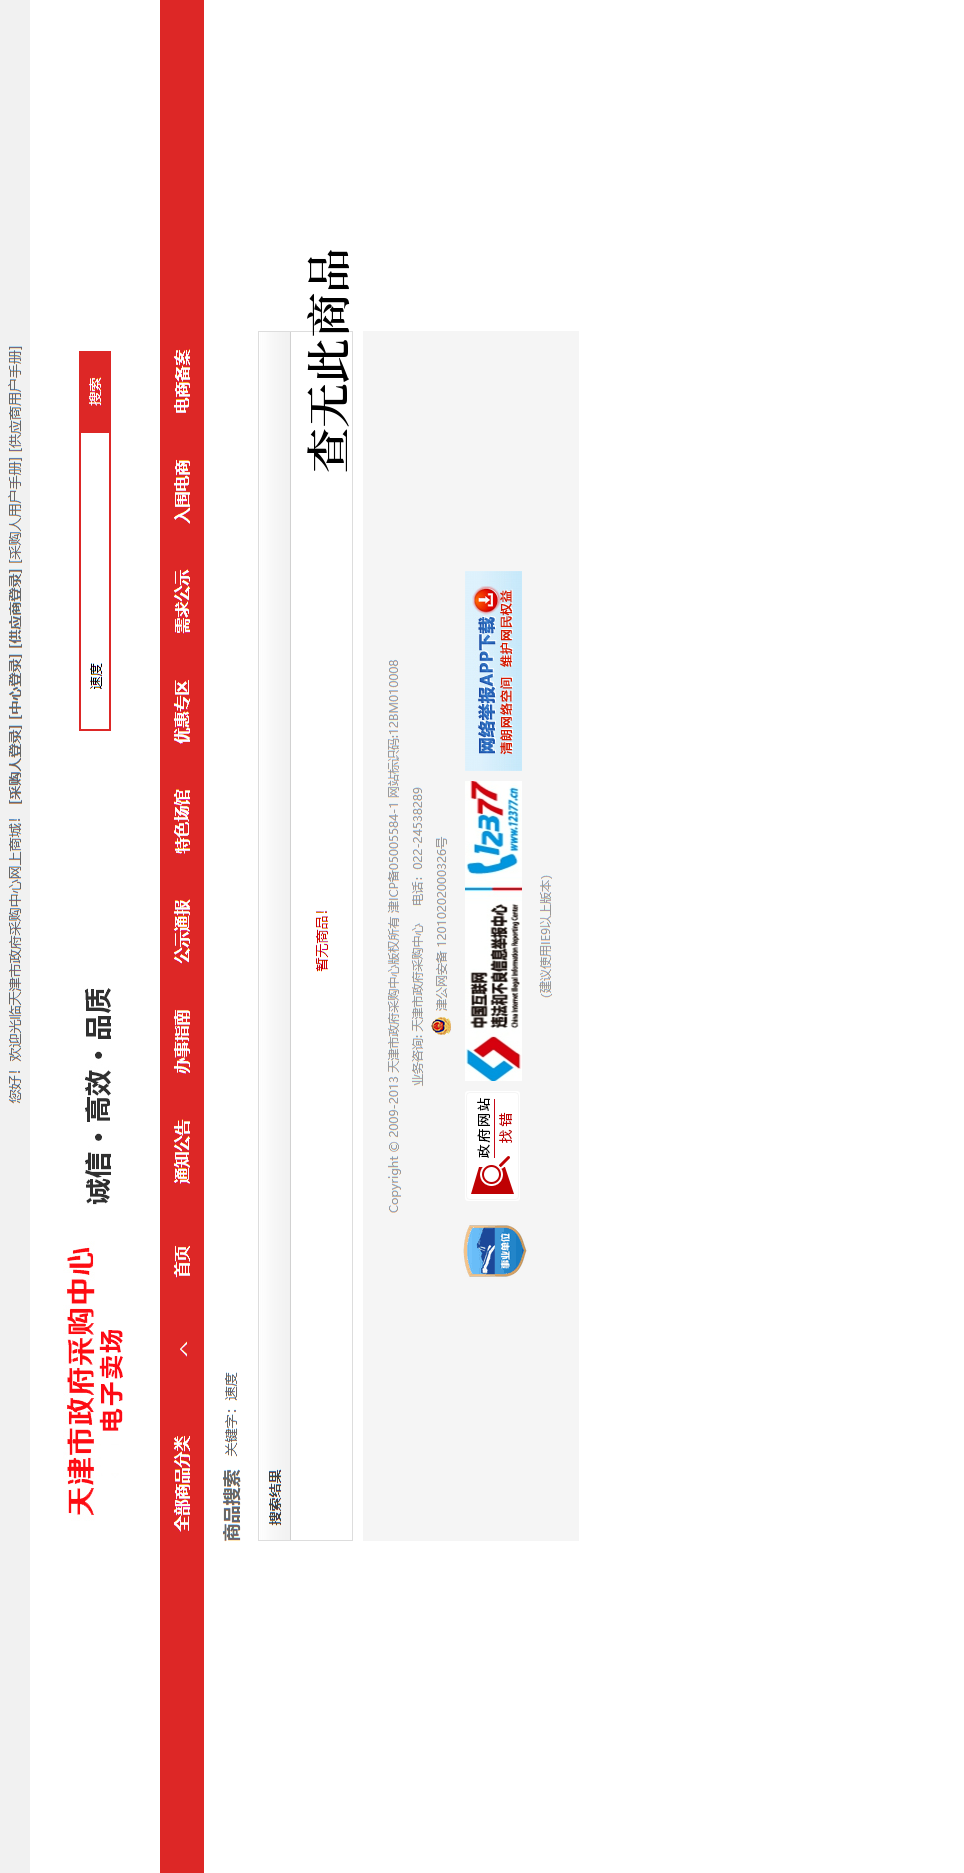 您好！欢迎光临天津市政府采购中心网上商城！ [采购人登录] [中心登录] [供应商登录] [采购人用户手册] [供应商用户手册]
天津市政府采购中心
电子卖场
诚信·高效·品质
速度 搜索
全部商品分类 首页 通知公告 办事指南 公示通报 特色场馆 优惠专区 需求公示 入围电商 电商备案
商品搜索 关键字：速度
搜索结果
暂无商品！
查无此商品
Copyright © 2009-2013 天津市政府采购中心版权所有 津ICP备05005584-1 网站标识码:12BM010008
业务咨询: 天津市政府采购中心 电话：022-24538289
津公网安备 12010202000326号
事业单位
政府网站
找错
中国互联网
违法和不良信息举报中心
China Internet Illegal Information Reporting Center
12377
www.12377.cn
网络举报APP下载
清朗网络空间 维护网民权益
(建议使用IE9以上版本)